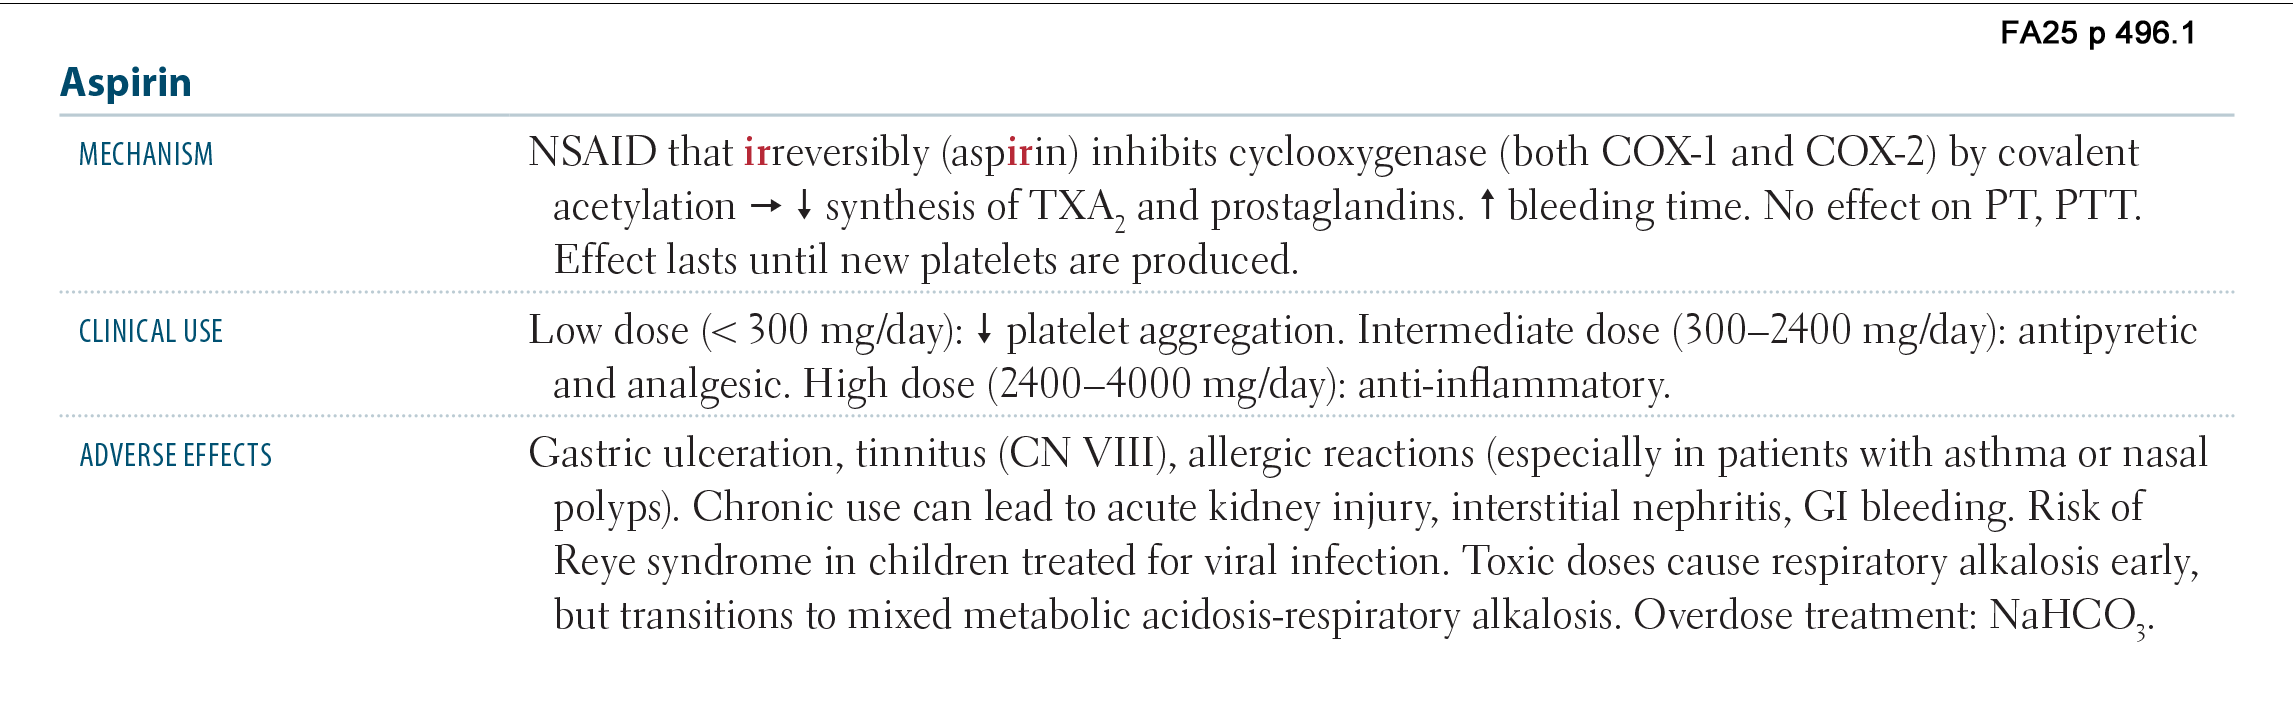 FA25 p 496.1
Aspirin
MECHANISM
NSAID that irreversibly (aspirin) inhibits cyclooxygenase (both COX-1 and COX-2) by covalent
acetylation → ↓ synthesis of TXA₂ and prostaglandins. ↑ bleeding time. No effect on PT, PTT.
Effect lasts until new platelets are produced.
CLINICAL USE
Low dose (< 300 mg/day): ↓ platelet aggregation. Intermediate dose (300–2400 mg/day): antipyretic
and analgesic. High dose (2400–4000 mg/day): anti-inflammatory.
ADVERSE EFFECTS
Gastric ulceration, tinnitus (CN VIII), allergic reactions (especially in patients with asthma or nasal
polyps). Chronic use can lead to acute kidney injury, interstitial nephritis, GI bleeding. Risk of
Reye syndrome in children treated for viral infection. Toxic doses cause respiratory alkalosis early,
but transitions to mixed metabolic acidosis-respiratory alkalosis. Overdose treatment: NaHCO₃.